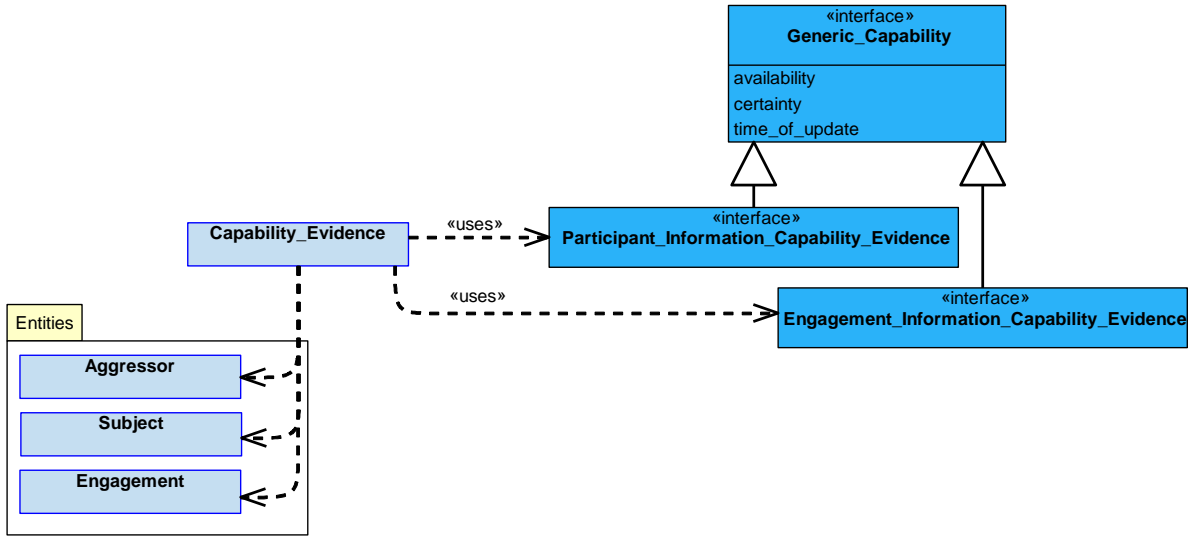 «interface»
Generic_Capability
availability
certainty
time_of_update
«interface»
Participant_Information_Capability_Evidence
Capability_Evidence
«uses»
«uses»
«interface»
Engagement_Information_Capability_Evidence
Entities
Aggressor
Subject
Engagement